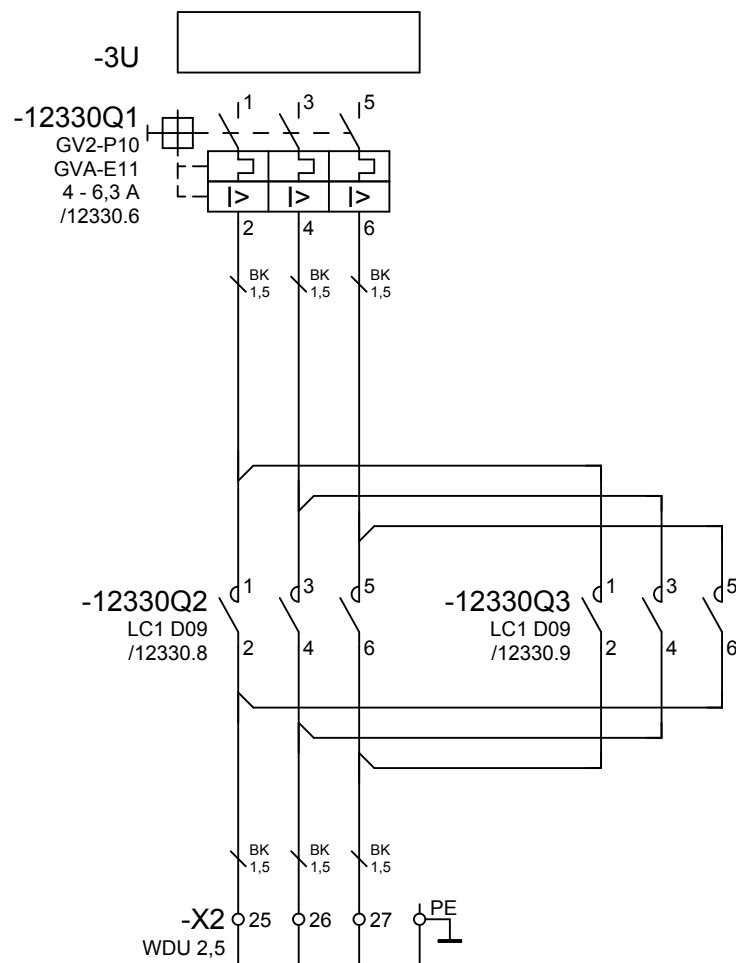 -3U
-12330Q1
GV2-P10
GVA-E11
4 - 6,3 A
/12330.6
1 3 5
I> I> I>
2 4 6
BK 1,5 BK 1,5 BK 1,5
-12330Q2
LC1 D09
/12330.8
1 3 5
2 4 6
-12330Q3
LC1 D09
/12330.9
1 3 5
2 4 6
BK 1,5 BK 1,5 BK 1,5
-X2 25 26 27 PE
WDU 2,5